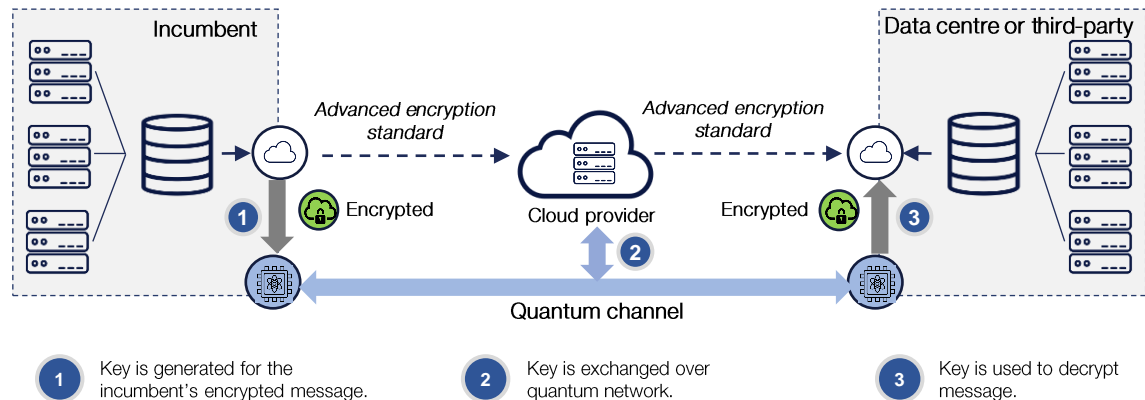 Incumbent
Data centre or third-party
Advanced encryption
standard
Advanced encryption
standard
1
Encrypted
Cloud provider
2
Encrypted
3
Quantum channel
1
Key is generated for the
incumbent's encrypted message.
2
Key is exchanged over
quantum network.
3
Key is used to decrypt
message.